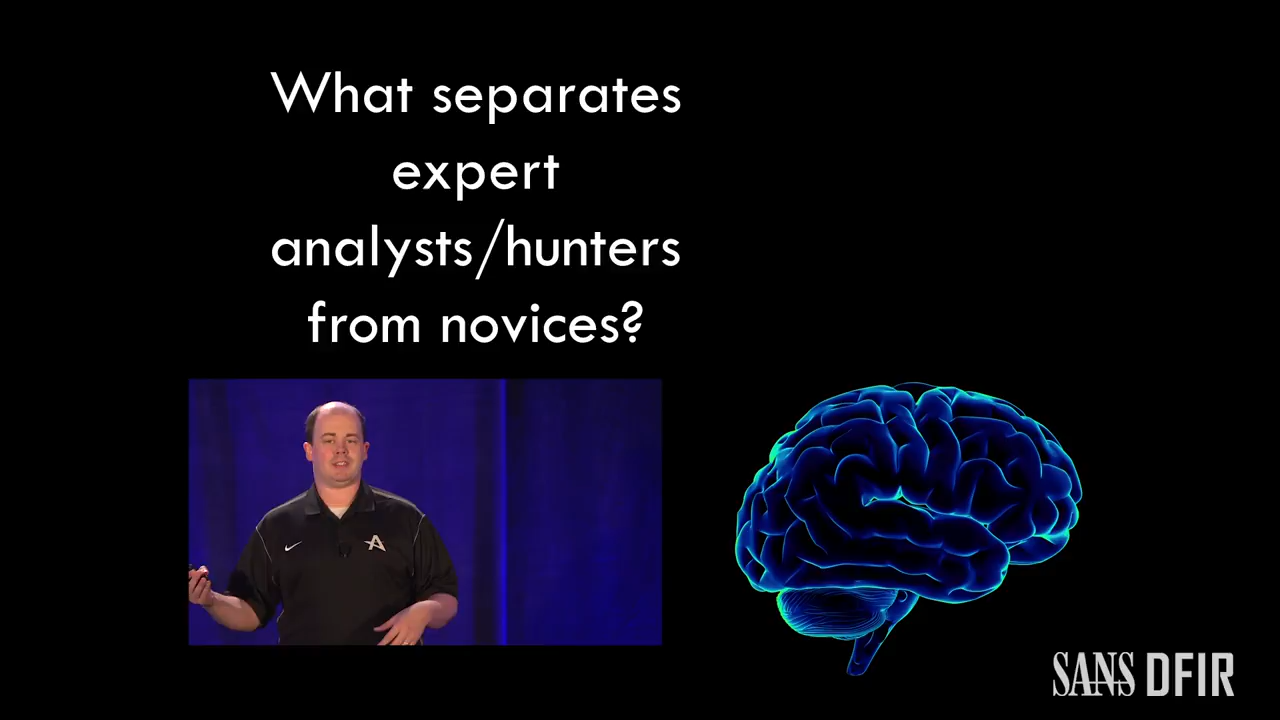 What separates
expert
analysts/hunters
from novices?
SANS DFIR